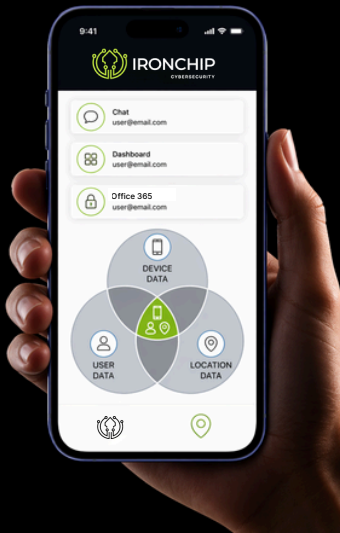 9:41
IRONCHIP
CYBERSECURITY
Chat
user@email.com
Dashboard
user@email.com
Office 365
user@email.com
DEVICE
DATA
USER
DATA
LOCATION
DATA